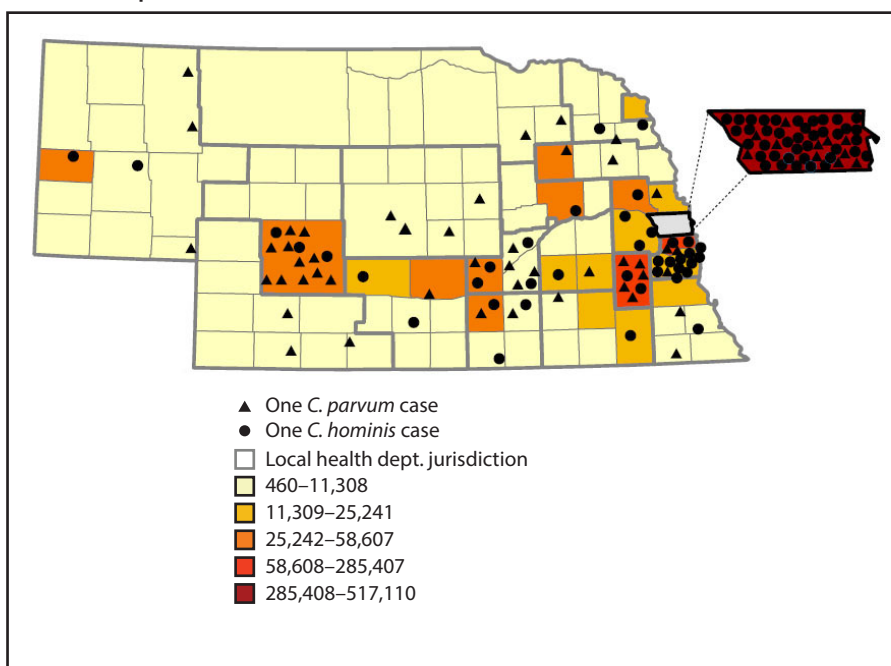 One C. parvum case
One C. hominis case
Local health dept. jurisdiction
460–11,308
11,309–25,241
25,242–58,607
58,608–285,407
285,408–517,110